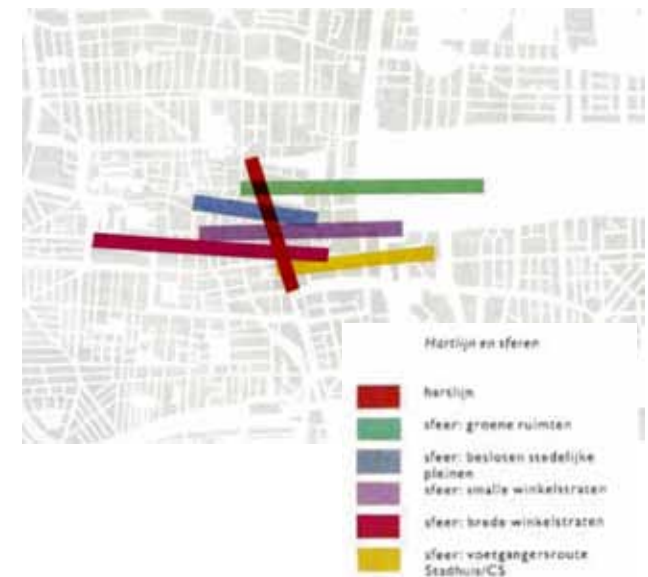 Hartlijn en sferen
hartlijn
sfeer: groene ruimten
sfeer: besloten stedelijke
pleinen
sfeer: smalle winkelstraten
sfeer: brede winkelstraten
sfeer: voetgangersroute
Stadhuis/CS